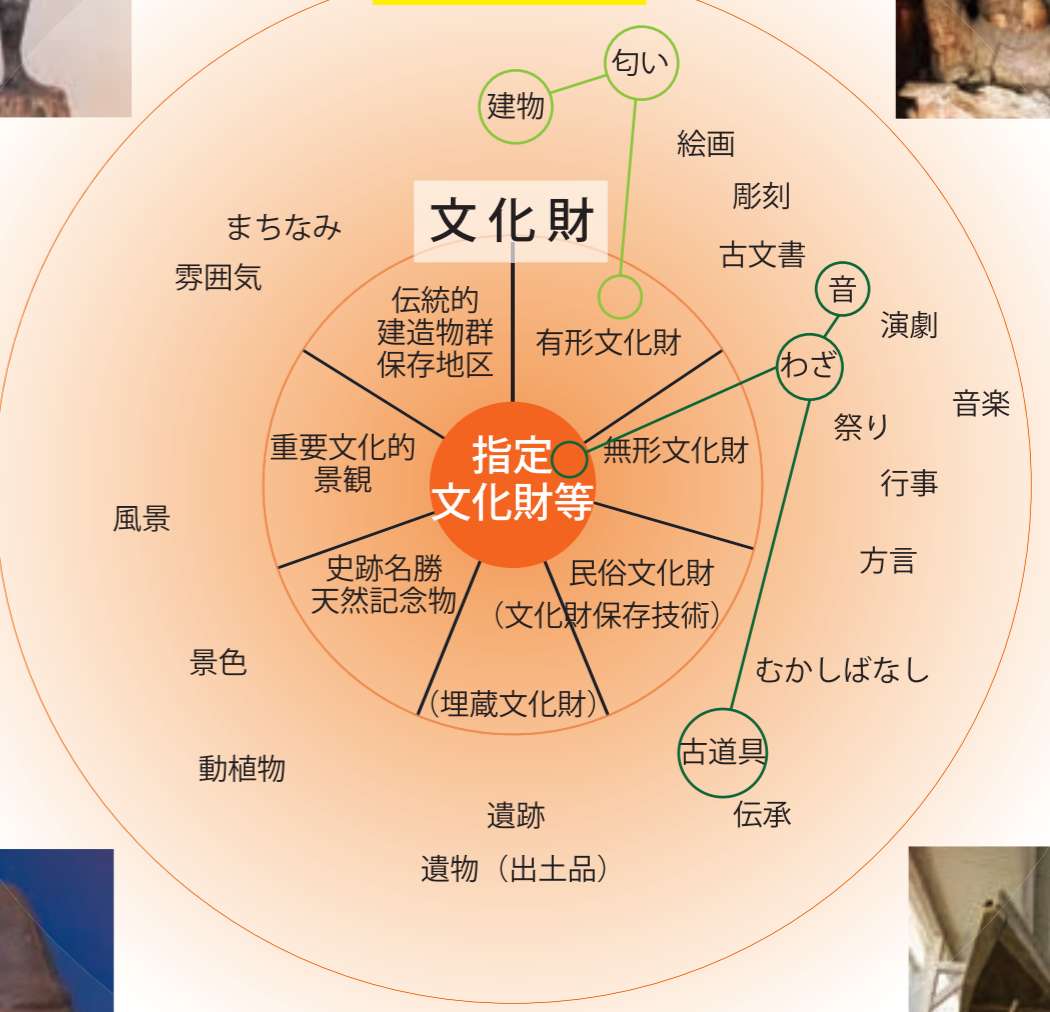 匂い
建物
絵画
彫刻
文化財
まちなみ
古文書
雰囲気
音
伝統的
建造物群
保存地区
演劇
有形文化財
わざ
音楽
祭り
重要文化的
景観
指定
文化財等
無形文化財
行事
風景
方言
史跡名勝
天然記念物
民俗文化財
（文化財保存技術）
景色
むかしばなし
（埋蔵文化財）
古道具
動植物
遺跡
伝承
遺物（出土品）